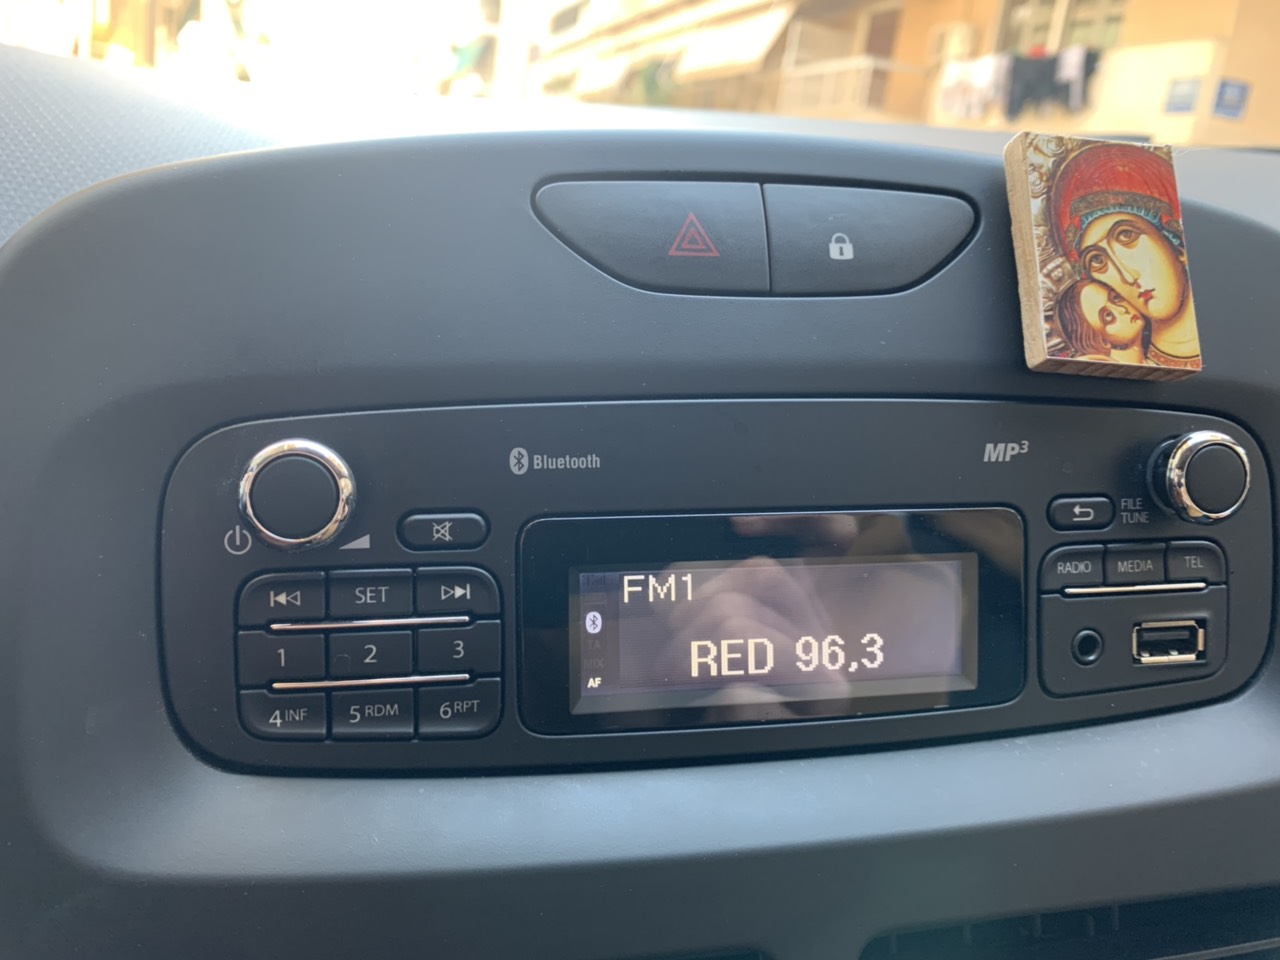 Bluetooth
MP3
FILE
TUNE
SET
1
2
3
4 INF
5 RDM
6 RPT
FM1
RED 96,3
AF
RADIO
MEDIA
TEL